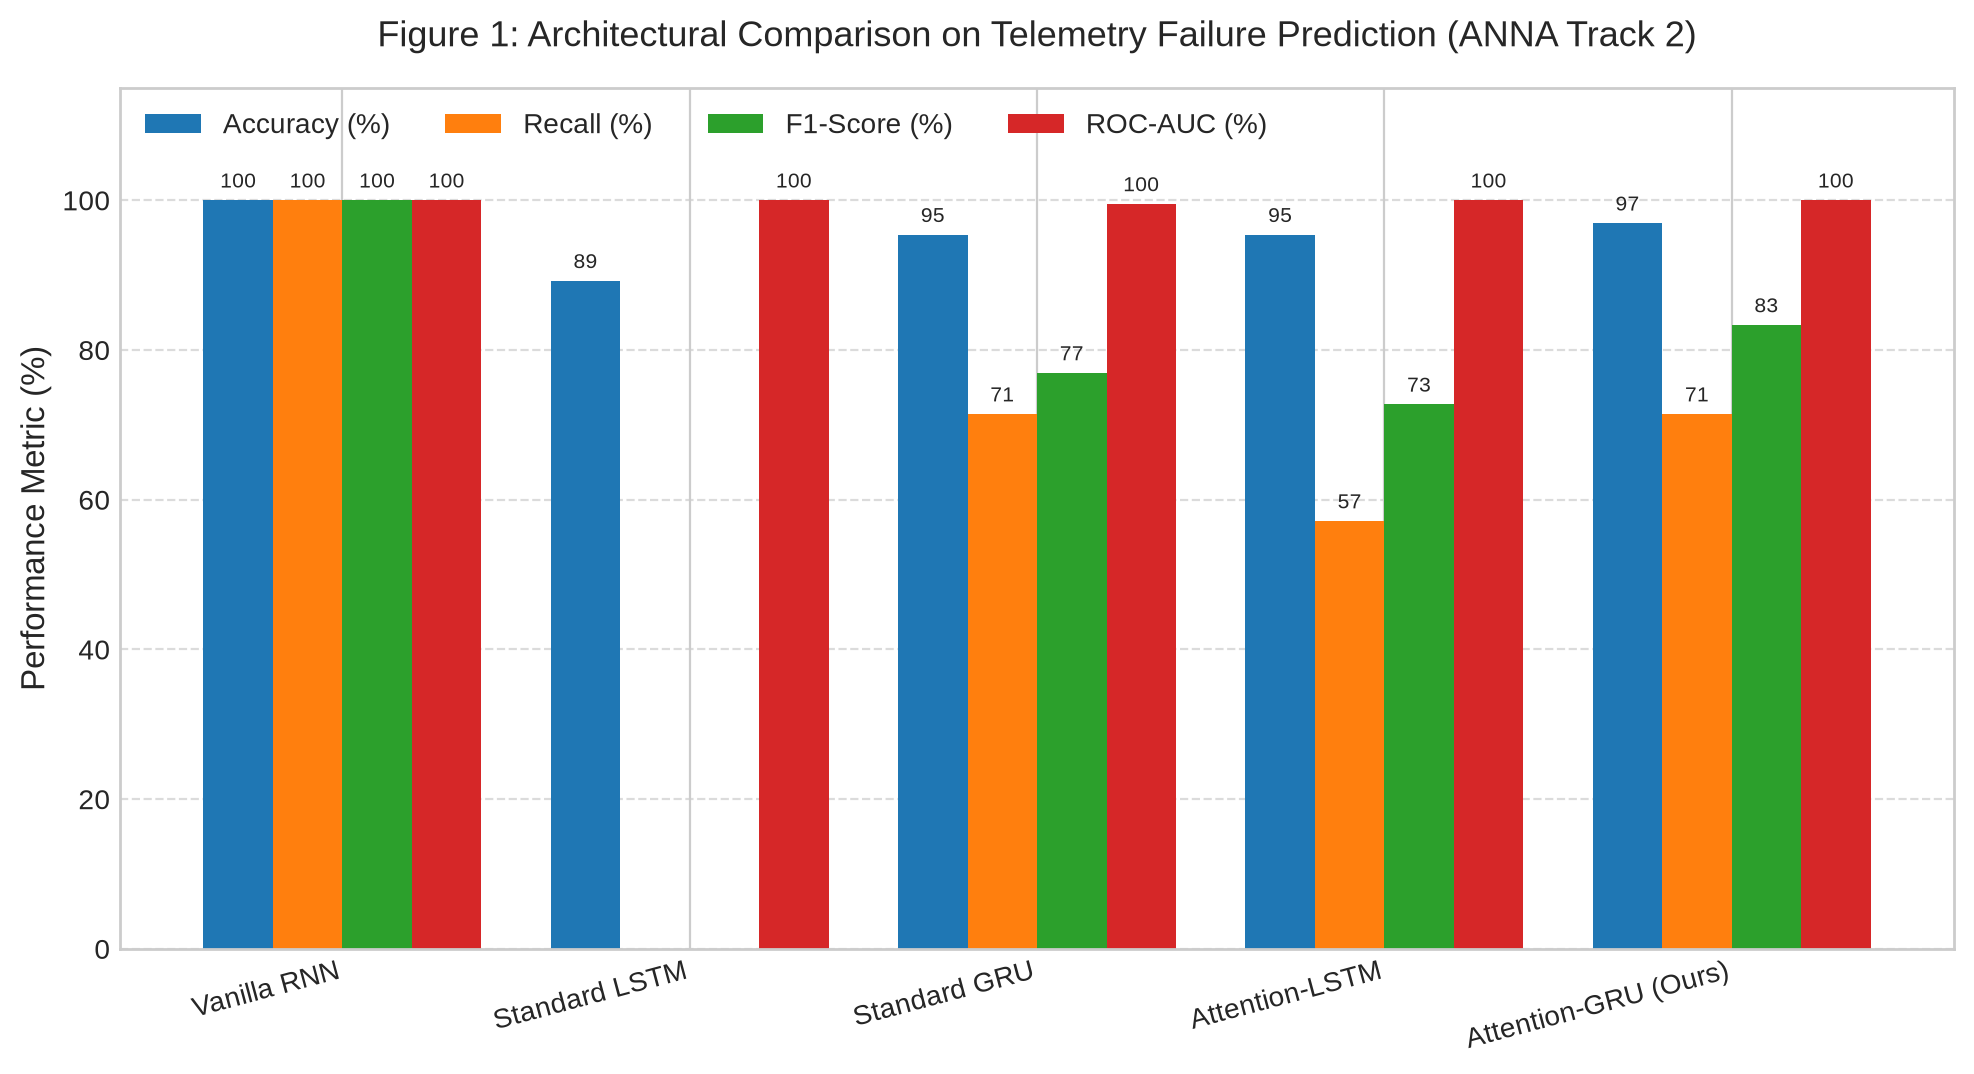 Figure 1: Architectural Comparison on Telemetry Failure Prediction (ANNA Track 2)
Accuracy (%) Recall (%) F1-Score (%) ROC-AUC (%)
Performance Metric (%)
100
80
60
40
20
0
100 100 100 100
89 100
95 71 77 100
95 57 73 100
97 71 83 100
Vanilla RNN
Standard LSTM
Standard GRU
Attention-LSTM
Attention-GRU (Ours)